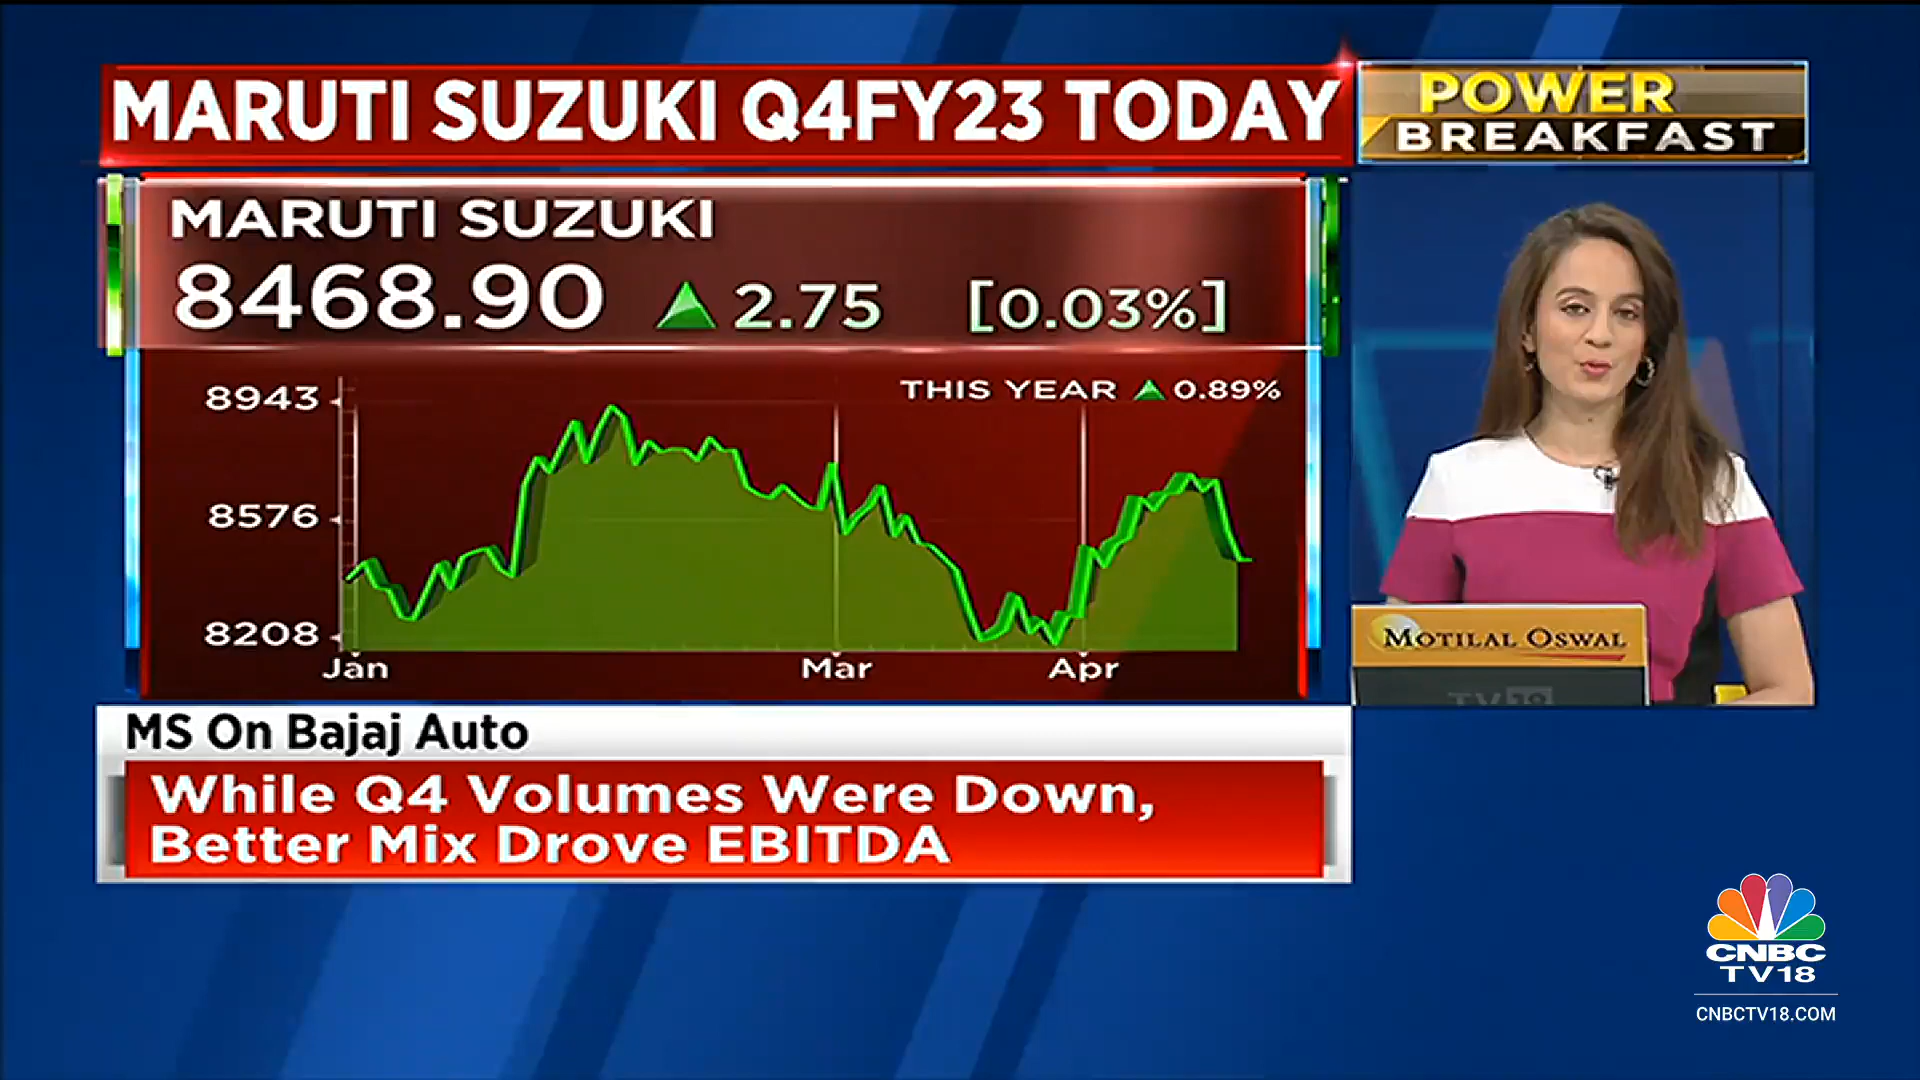 MARUTI SUZUKI Q4FY23 TODAY
POWER
BREAKFAST
MARUTI SUZUKI
8468.90 ▲ 2.75 [0.03%]
THIS YEAR ▲ 0.89%
8943
8576
8208
Jan Mar Apr
MOTILAL OSWAL
TV18
MS On Bajaj Auto
While Q4 Volumes Were Down,
Better Mix Drove EBITDA
CNBC
TV18
CNBCTV18.COM